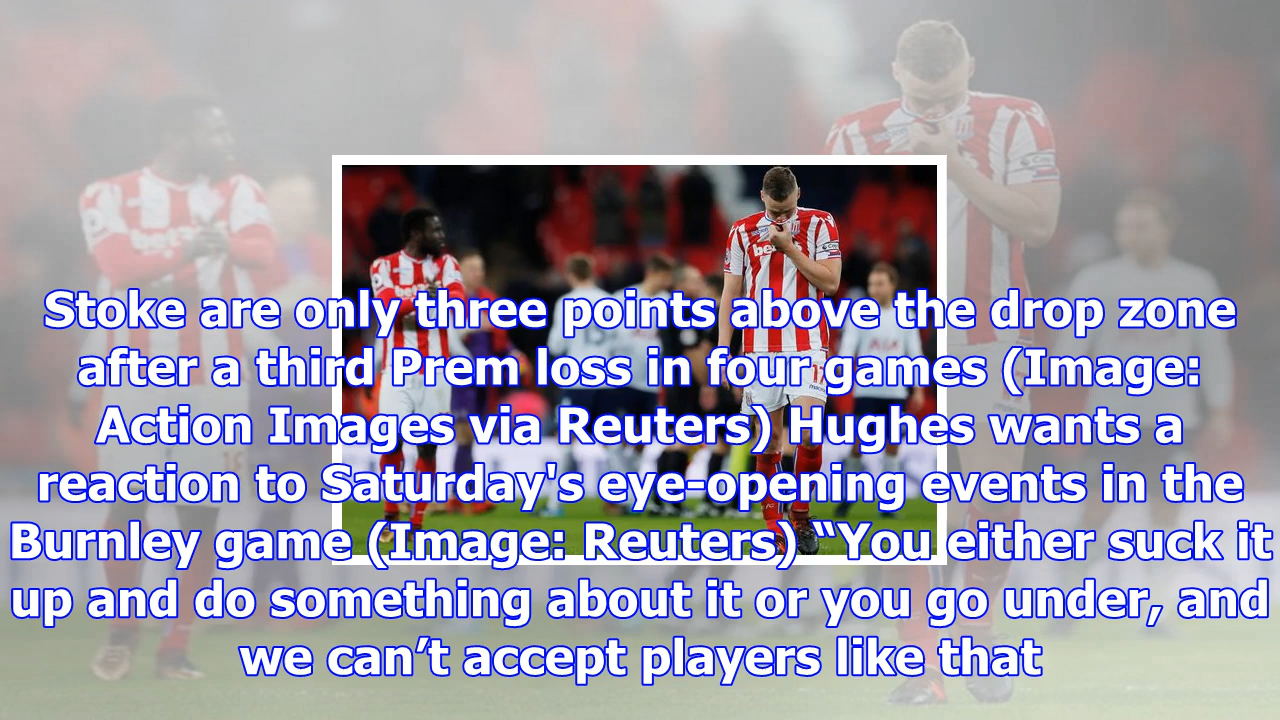 Stoke are only three points above the drop zone
after a third Prem loss in four games (Image:
Action Images via Reuters) Hughes wants a
reaction to Saturday's eye-opening events in the
Burnley game (Image: Reuters) “You either suck it
up and do something about it or you go under, and
we can’t accept players like that
17